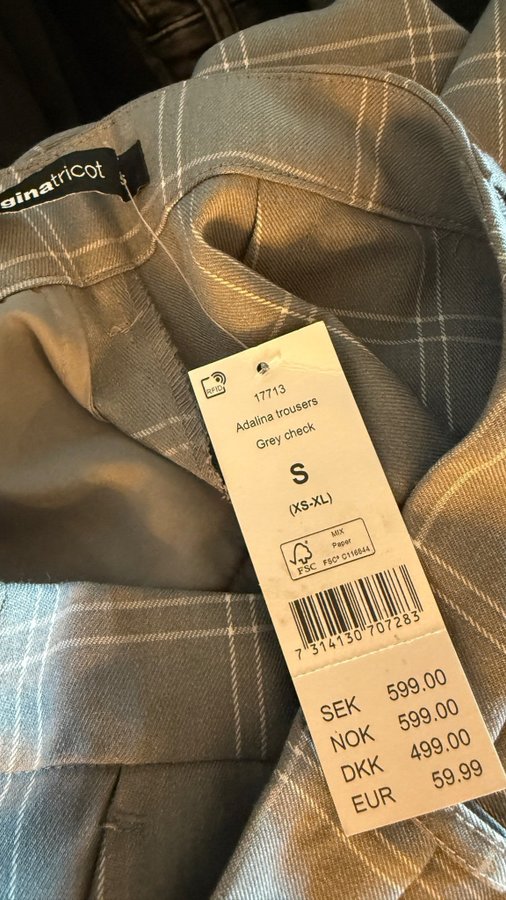 ginatricot
S
RFID
17713
Adalina trousers
Grey check
S
(XS-XL)
FSC
MIX
Paper
FSC® C116844
7 314130 707283
SEK 599.00
NOK 599.00
DKK 499.00
EUR 59.99